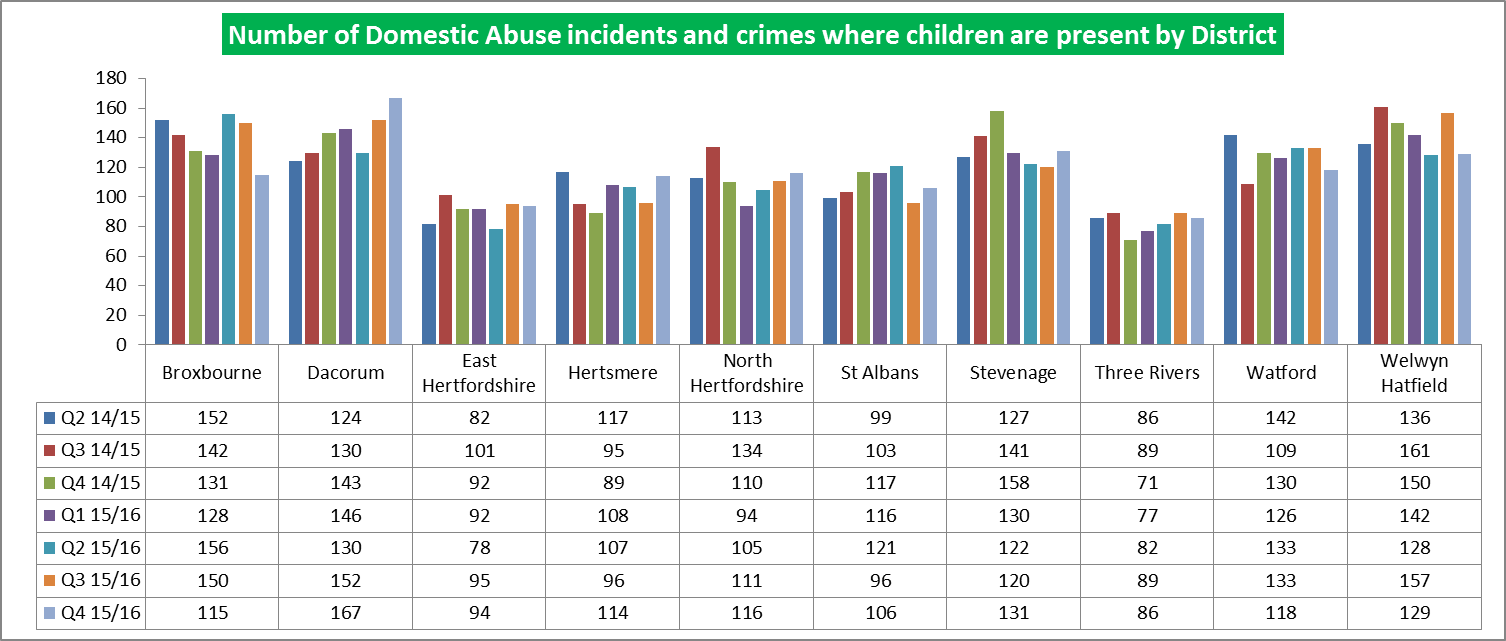 Number of Domestic Abuse incidents and crimes where children are present by District
180
160
140
120
100
80
60
40
20
0
Broxbourne Dacorum East Hertfordshire Hertsmere North Hertfordshire St Albans Stevenage Three Rivers Watford Welwyn Hatfield
Q2 14/15 152 124 82 117 113 99 127 86 142 136
Q3 14/15 142 130 101 95 134 103 141 89 109 161
Q4 14/15 131 143 92 89 110 117 158 71 130 150
Q1 15/16 128 146 92 108 94 116 130 77 126 142
Q2 15/16 156 130 78 107 105 121 122 82 133 128
Q3 15/16 150 152 95 96 111 96 120 89 133 157
Q4 15/16 115 167 94 114 116 106 131 86 118 129